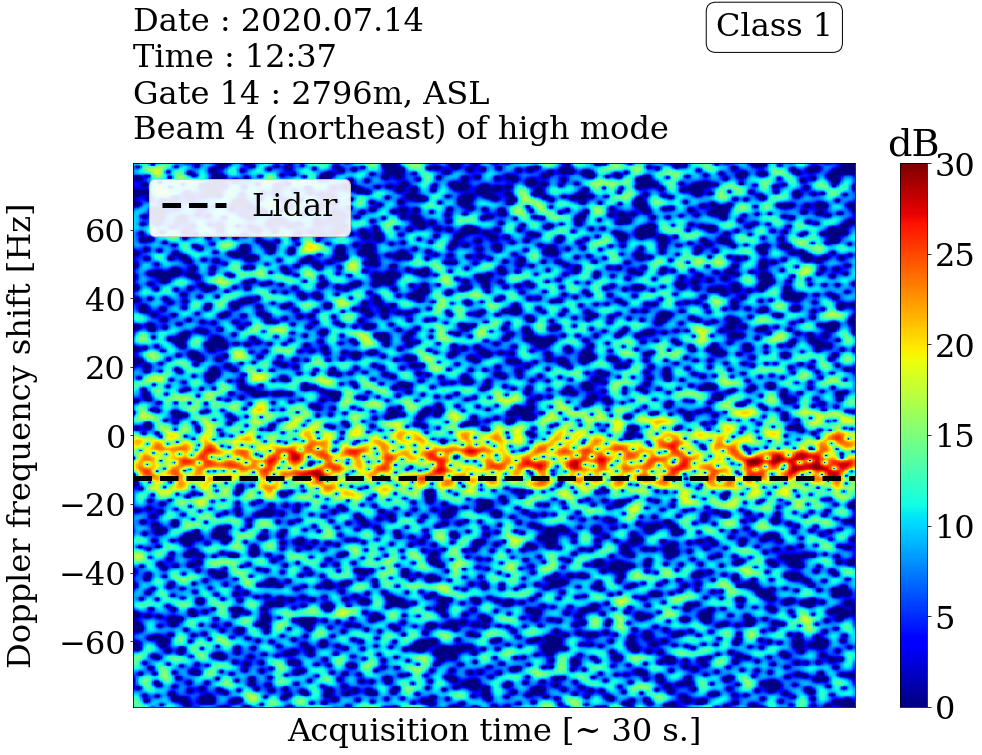 Date : 2020.07.14
Time : 12:37
Gate 14 : 2796m, ASL
Beam 4 (northeast) of high mode
Class 1
dB
Lidar
Doppler frequency shift [Hz]
60
40
20
0
−20
−40
−60
30
25
20
15
10
5
0
Acquisition time [~ 30 s.]